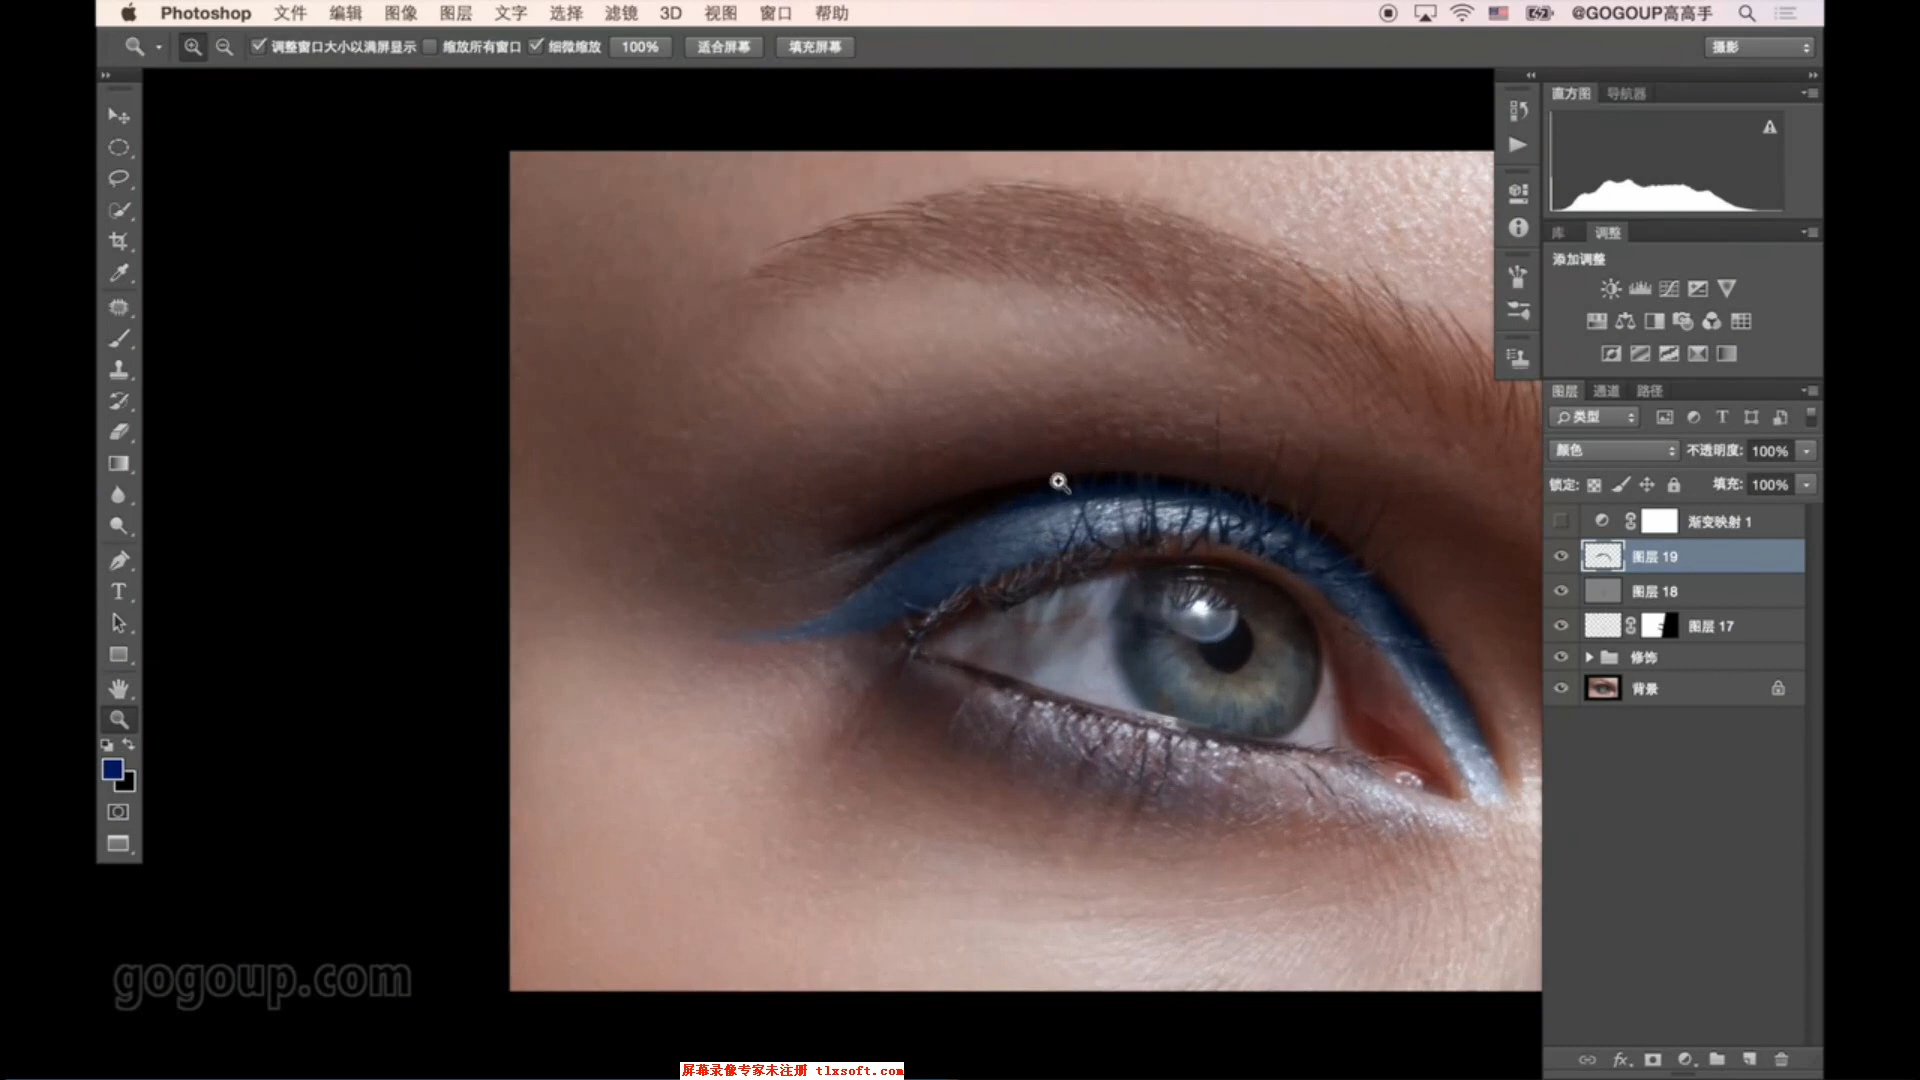 Photoshop 文件 编辑 图像 图层 文字 选择 滤镜 3D 视图 窗口 帮助 @GOGOUP高高手
调整窗口大小以满屏显示 缩放所有窗口 细微缩放 100% 适合屏幕 填充屏幕 摄影
直方图 导航器
库 调整
添加调整
图层 通道 路径
类型
颜色 不透明度: 100%
锁定: 填充: 100%
渐变映射 1
图层 19
图层 18
图层 17
修饰
背景
gogoup.com
屏幕录像专家未注册 tlxsoft.com